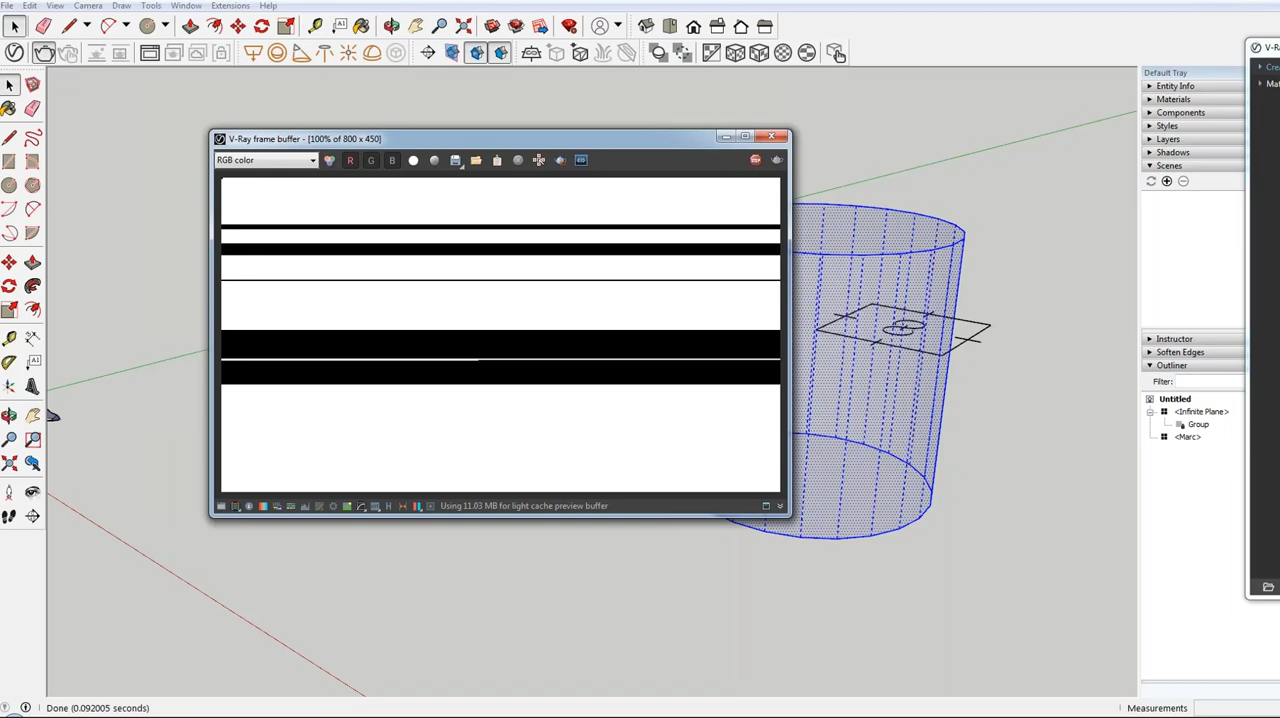 File Edit View Camera Draw Tools Window Extensions Help
V-Ray frame buffer - [100% of 800 x 450]
RGB color
R G B
Using 11.03 MB for light cache preview buffer
Default Tray
Entity Info
Materials
Components
Styles
Layers
Shadows
Scenes
Instructor
Soften Edges
Outliner
Filter:
Untitled
<Infinite Plane>
Group
<Marc>
Done (0.092005 seconds)
Measurements